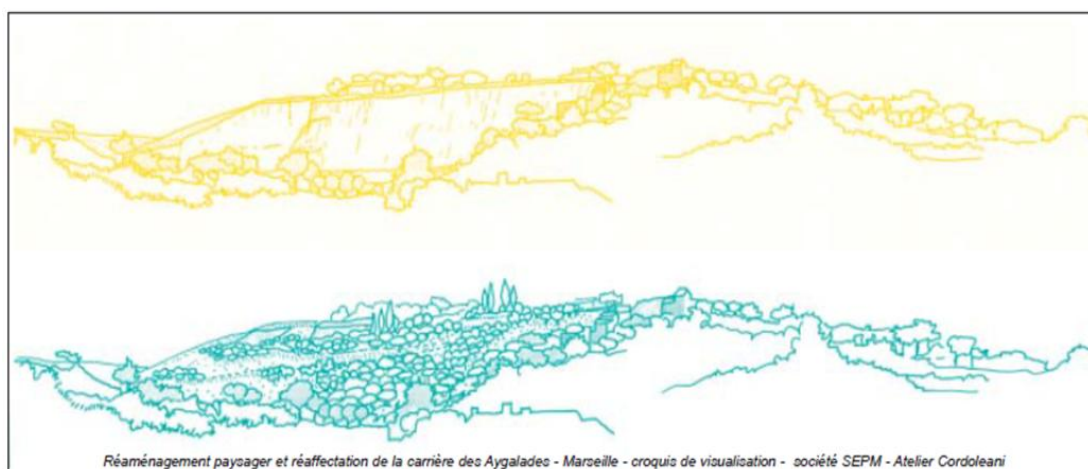 Réaménagement paysager et réaffectation de la carrière des Aygalades - Marseille - croquis de visualisation - société SEPM - Atelier Cordoleani